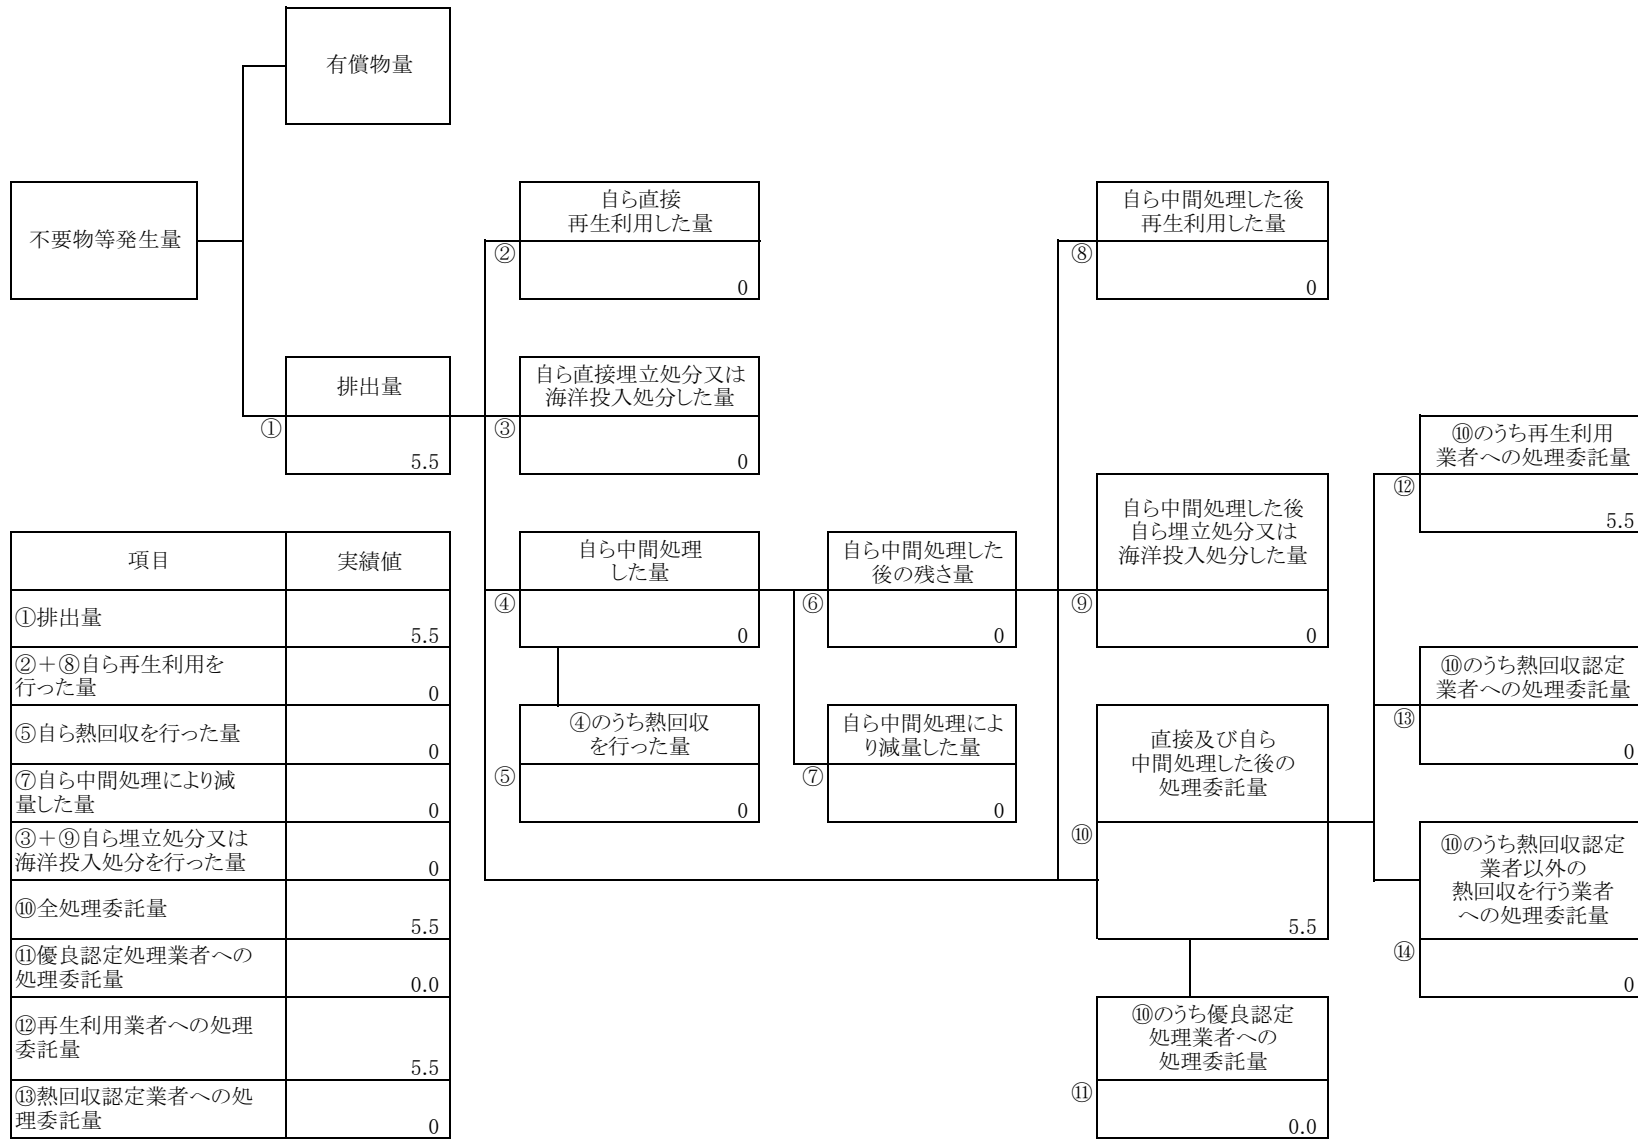 有償物量
不要物等発生量
自ら直接
再生利用した量
②
0
自ら中間処理した後
再生利用した量
⑧
0
排出量
①
5.5
自ら直接埋立処分又は
海洋投入処分した量
③
0
⑩のうち再生利用
業者への処理委託量
⑫
5.5
自ら中間処理した後
自ら埋立処分又は
海洋投入処分した量
⑨
0
自ら中間処理
した量
④
0
自ら中間処理した
後の残さ量
⑥
0
⑩のうち熱回収認定
業者への処理委託量
⑬
0
④のうち熱回収
を行った量
⑤
0
自ら中間処理によ
り減量した量
⑦
0
直接及び自ら
中間処理した後の
処理委託量
⑩
5.5
⑩のうち熱回収認定
業者以外の
熱回収を行う業者
への処理委託量
⑭
0
⑩のうち優良認定
処理業者への
処理委託量
⑪
0.0
項目
実績値
①排出量
5.5
②＋⑧自ら再生利用を
行った量
0
⑤自ら熱回収を行った量
0
⑦自ら中間処理により減
量した量
0
③＋⑨自ら埋立処分又は
海洋投入処分を行った量
0
⑩全処理委託量
5.5
⑪優良認定処理業者への
処理委託量
0.0
⑫再生利用業者への処理
委託量
5.5
⑬熱回収認定業者への処
理委託量
0